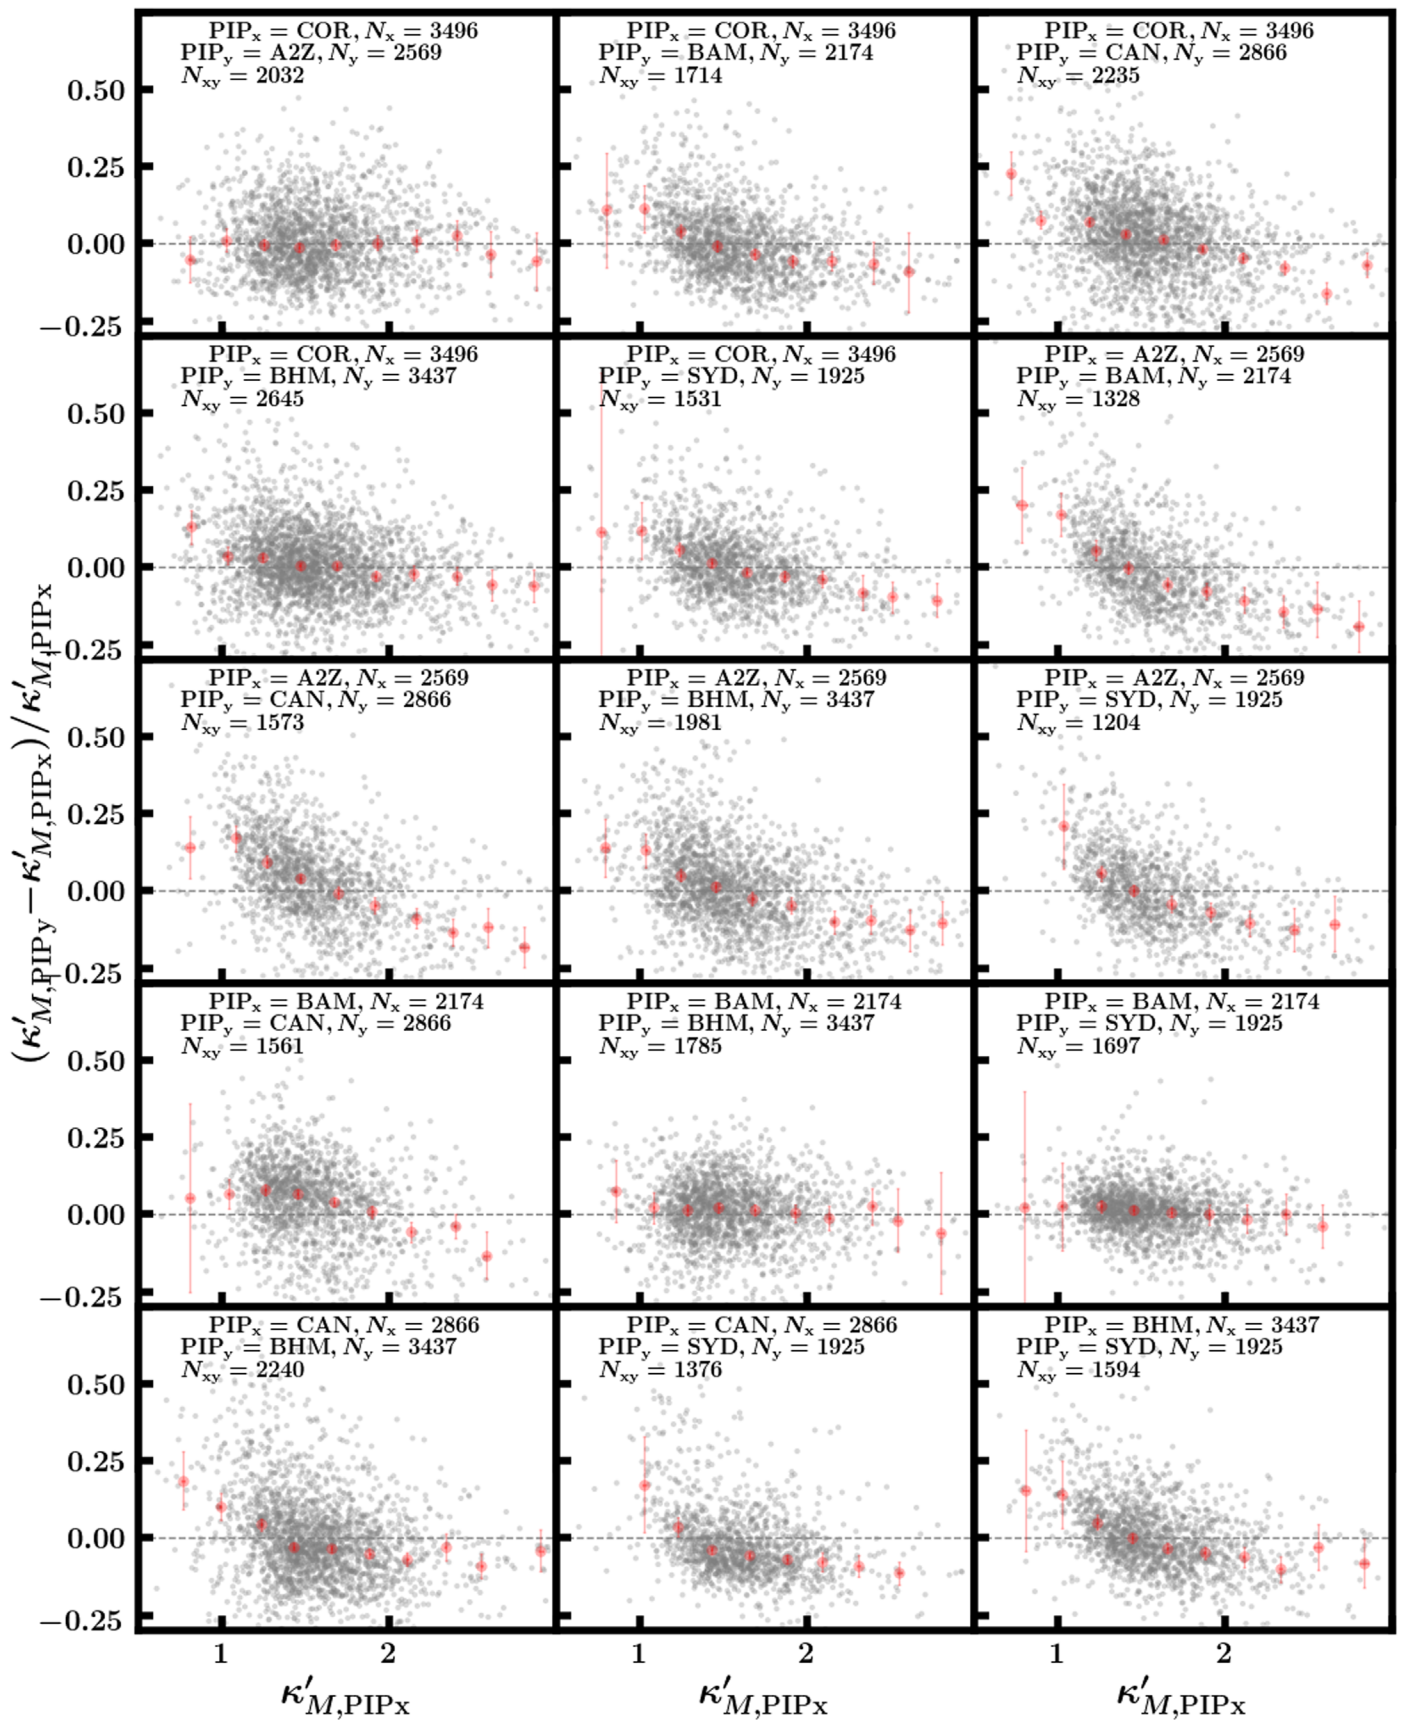 PIPx = COR, Nx = 3496
PIPy = A2Z, Ny = 2569
Nxy = 2032
PIPx = COR, Nx = 3496
PIPy = BAM, Ny = 2174
Nxy = 1714
PIPx = COR, Nx = 3496
PIPy = CAN, Ny = 2866
Nxy = 2235
0.50
0.25
0.00
−0.25
PIPx = COR, Nx = 3496
PIPy = BHM, Ny = 3437
Nxy = 2645
PIPx = COR, Nx = 3496
PIPy = SYD, Ny = 1925
Nxy = 1531
PIPx = A2Z, Nx = 2569
PIPy = BAM, Ny = 2174
Nxy = 1328
0.50
0.25
0.00
−0.25
PIPx = A2Z, Nx = 2569
PIPy = CAN, Ny = 2866
Nxy = 1573
PIPx = A2Z, Nx = 2569
PIPy = BHM, Ny = 3437
Nxy = 1981
PIPx = A2Z, Nx = 2569
PIPy = SYD, Ny = 1925
Nxy = 1204
0.50
0.25
0.00
−0.25
(κ′M,PIPy−κ′M,PIPx)/κ′M,PIPx
PIPx = BAM, Nx = 2174
PIPy = CAN, Ny = 2866
Nxy = 1561
PIPx = BAM, Nx = 2174
PIPy = BHM, Ny = 3437
Nxy = 1785
PIPx = BAM, Nx = 2174
PIPy = SYD, Ny = 1925
Nxy = 1697
0.50
0.25
0.00
−0.25
PIPx = CAN, Nx = 2866
PIPy = BHM, Ny = 3437
Nxy = 2240
PIPx = CAN, Nx = 2866
PIPy = SYD, Ny = 1925
Nxy = 1376
PIPx = BHM, Nx = 3437
PIPy = SYD, Ny = 1925
Nxy = 1594
0.50
0.25
0.00
−0.25
1 2 1 2 1 2
κ′M,PIPx κ′M,PIPx κ′M,PIPx